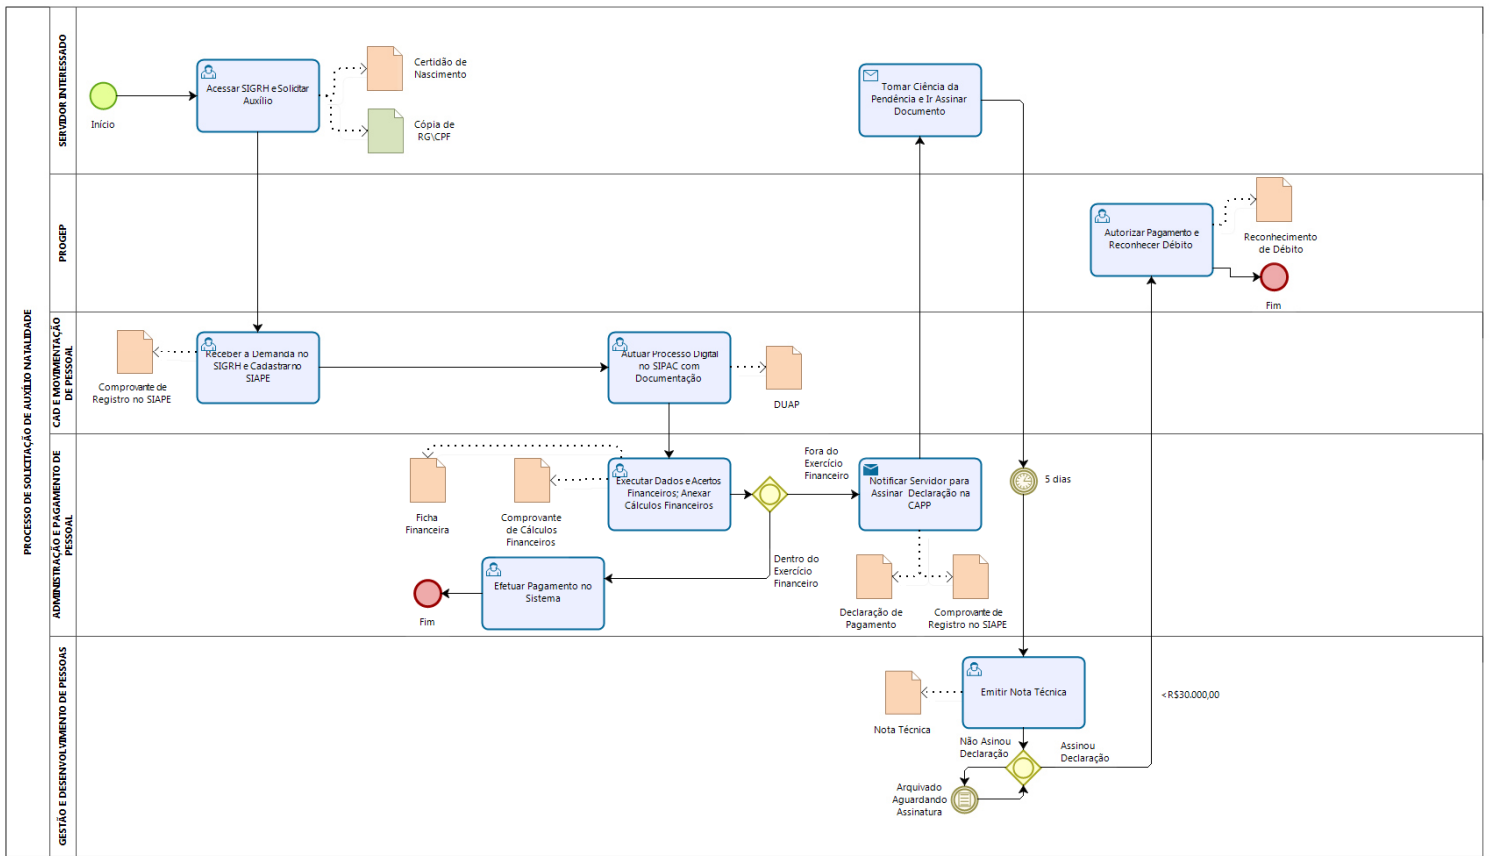 PROCESSO DE SOLICITAÇÃO DE AUXÍLIO NATALIDADE
SERVIDOR INTERESSADO
Início
Acessar SIGRH e Solicitar
Auxílio
Certidão de
Nascimento
Cópia de
RG\CPF
Tomar Ciência da
Pendência e Ir Assinar
Documento
PROGEP
Autorizar Pagamento e
Reconhecer Débito
Reconhecimento
de Débito
Fim
CAD E MOVIMENTAÇÃO
DE PESSOAL
Comprovante de
Registro no SIAPE
Receber a Demanda no
SIGRH e Cadastrar no
SIAPE
Autuar Processo Digital
no SIPAC com
Documentação
DUAP
ADMINISTRAÇÃO E PAGAMENTO DE
PESSOAL
Ficha
Financeira
Comprovante
de Cálculos
Financeiros
Executar Dados e Acertos
Financeiros; Anexar
Cálculos Financeiros
Fora do
Exercício
Financeiro
Notificar Servidor para
Assinar Declaração na
CAPP
5 dias
Dentro do
Exercício
Financeiro
Efetuar Pagamento no
Sistema
Fim
Declaração de
Pagamento
Comprovante de
Registro no SIAPE
GESTÃO E DESENVOLVIMENTO DE PESSOAS
Emitir Nota Técnica
Nota Técnica
<R$30.000,00
Não Asinou
Declaração
Assinou
Declaração
Arquivado
Aguardando
Assinatura